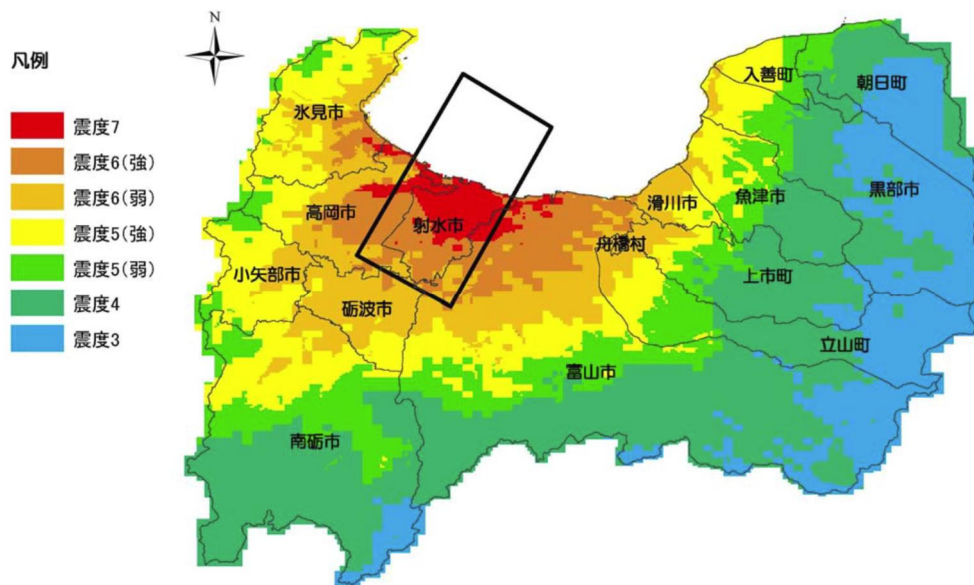 N
凡例
震度7
震度6(強)
震度6(弱)
震度5(強)
震度5(弱)
震度4
震度3
入善町
朝日町
氷見市
黒部市
魚津市
滑川市
高岡市
射水市
舟橋村
小矢部市
上市町
砺波市
立山町
富山市
南砺市